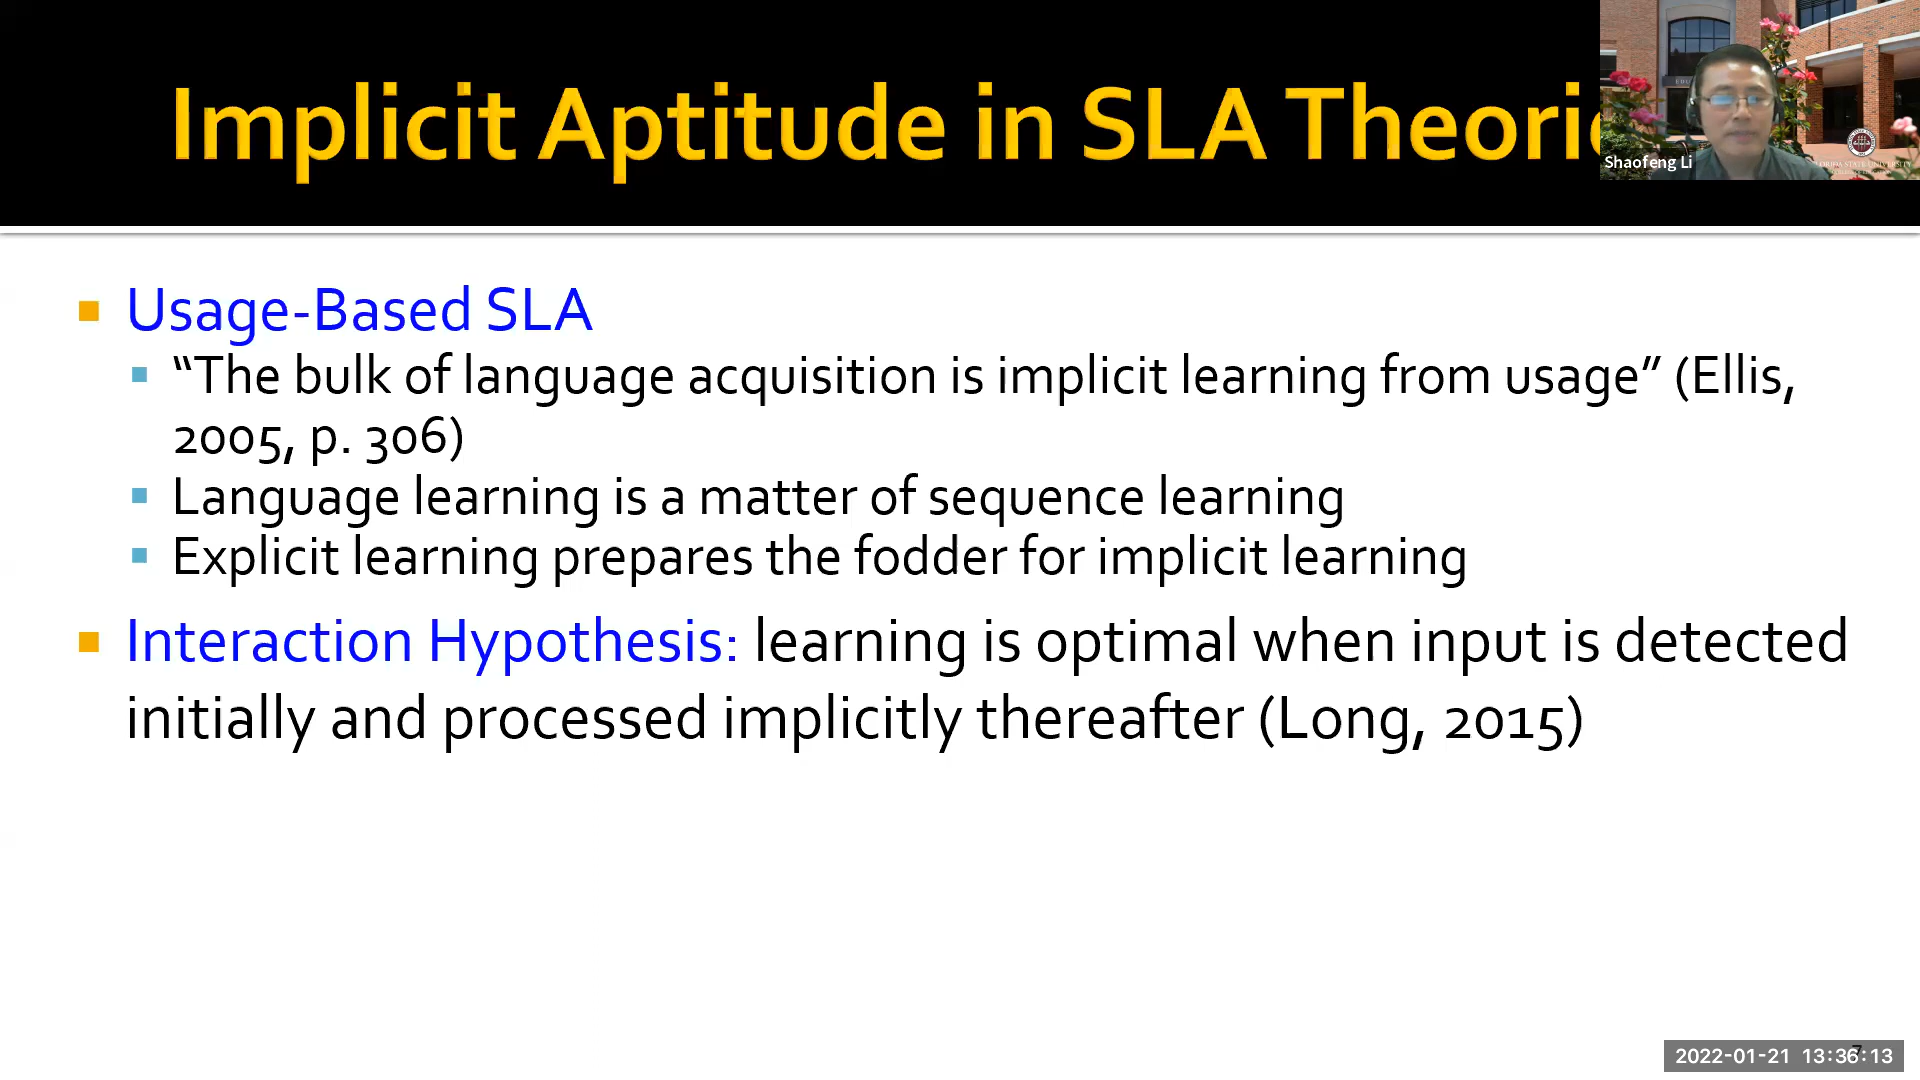 Implicit Aptitude in SLA Theorie
Shaofeng Li
Usage-Based SLA
“The bulk of language acquisition is implicit learning from usage” (Ellis,
2005, p. 306)
Language learning is a matter of sequence learning
Explicit learning prepares the fodder for implicit learning
Interaction Hypothesis: learning is optimal when input is detected
initially and processed implicitly thereafter (Long, 2015)
7
2022-01-21 13:36:13